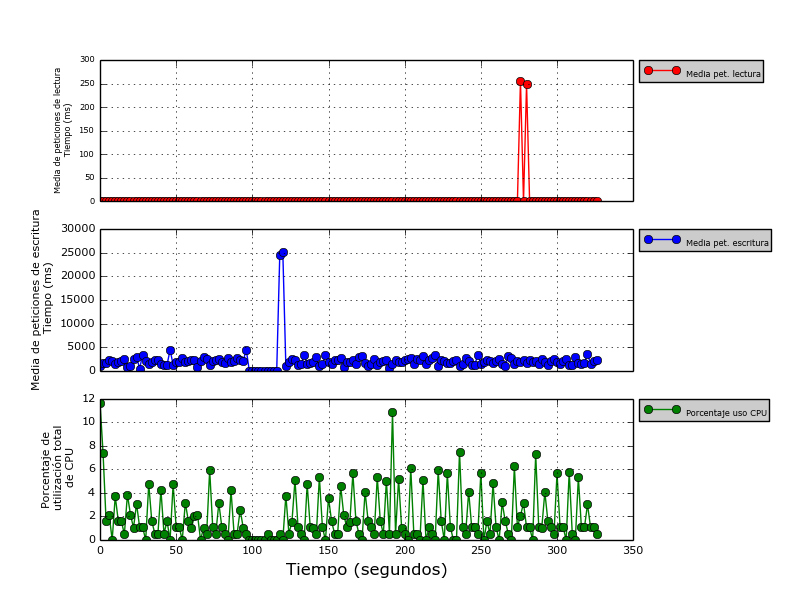 300
250
200
150
100
50
0
Media de peticiones de lectura
Tiempo (ms)
Media pet. lectura
30000
25000
20000
15000
10000
5000
0
Media de peticiones de escritura
Tiempo (ms)
Media pet. escritura
12
10
8
6
4
2
0
Porcentaje de
utilización total
de CPU
Porcentaje uso CPU
0 50 100 150 200 250 300 350
Tiempo (segundos)